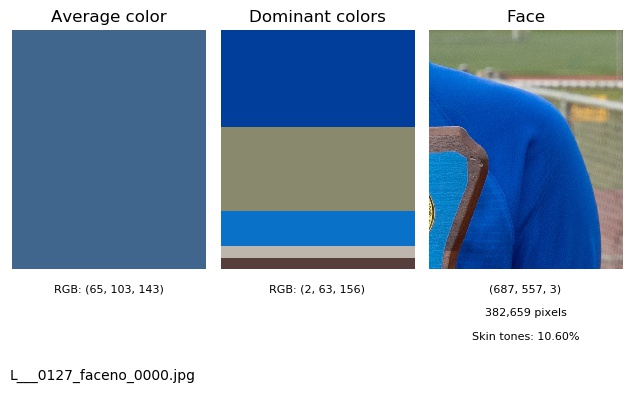 Average color
Dominant colors
Face
RGB: (65, 103, 143)
RGB: (2, 63, 156)
(687, 557, 3)
382,659 pixels
Skin tones: 10.60%
L___0127_faceno_0000.jpg